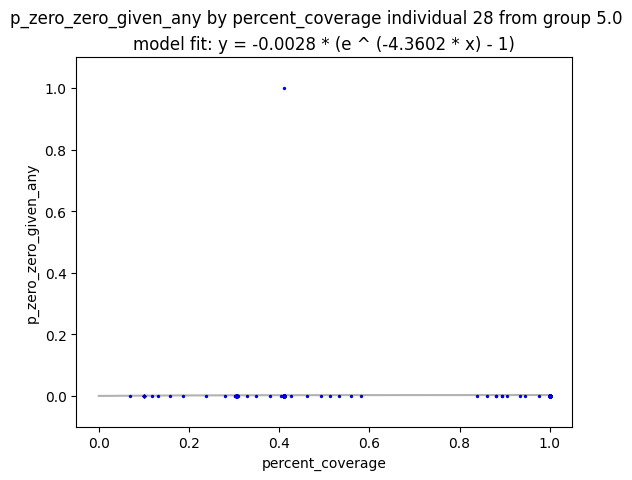 p_zero_zero_given_any by percent_coverage individual 28 from group 5.0
model fit: y = -0.0028 * (e ^ (-4.3602 * x) - 1)
1.0
0.8
0.6
0.4
0.2
0.0
p_zero_zero_given_any
0.0 0.2 0.4 0.6 0.8 1.0
percent_coverage